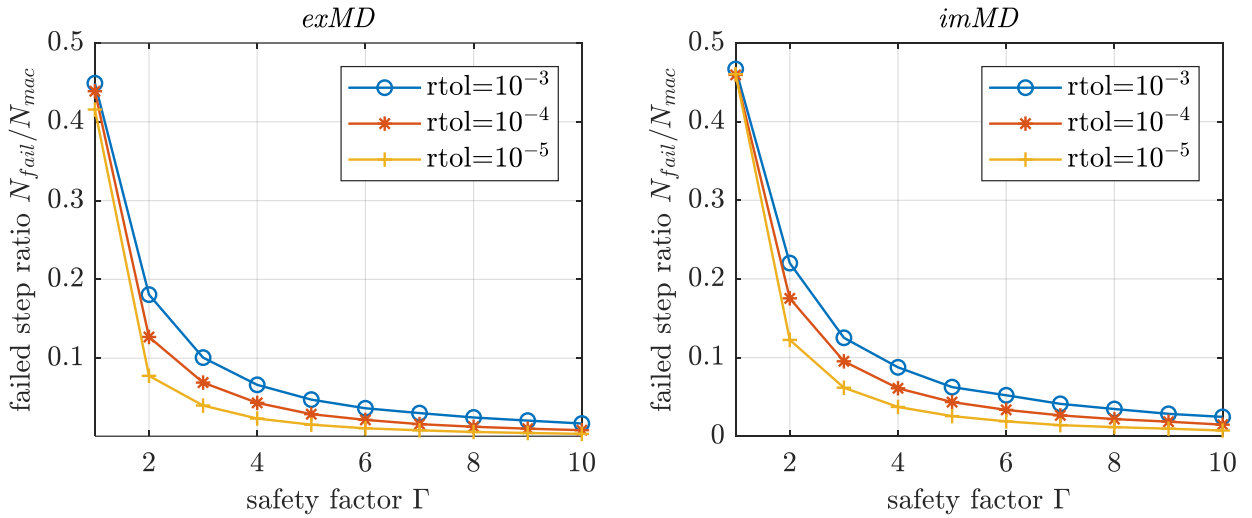 exMD
failed step ratio N_fail/N_mac
0.5
0.4
0.3
0.2
0.1
2 4 6 8 10
safety factor Γ
rtol=10⁻³
rtol=10⁻⁴
rtol=10⁻⁵
imMD
failed step ratio N_fail/N_mac
0.5
0.4
0.3
0.2
0.1
0
2 4 6 8 10
safety factor Γ
rtol=10⁻³
rtol=10⁻⁴
rtol=10⁻⁵